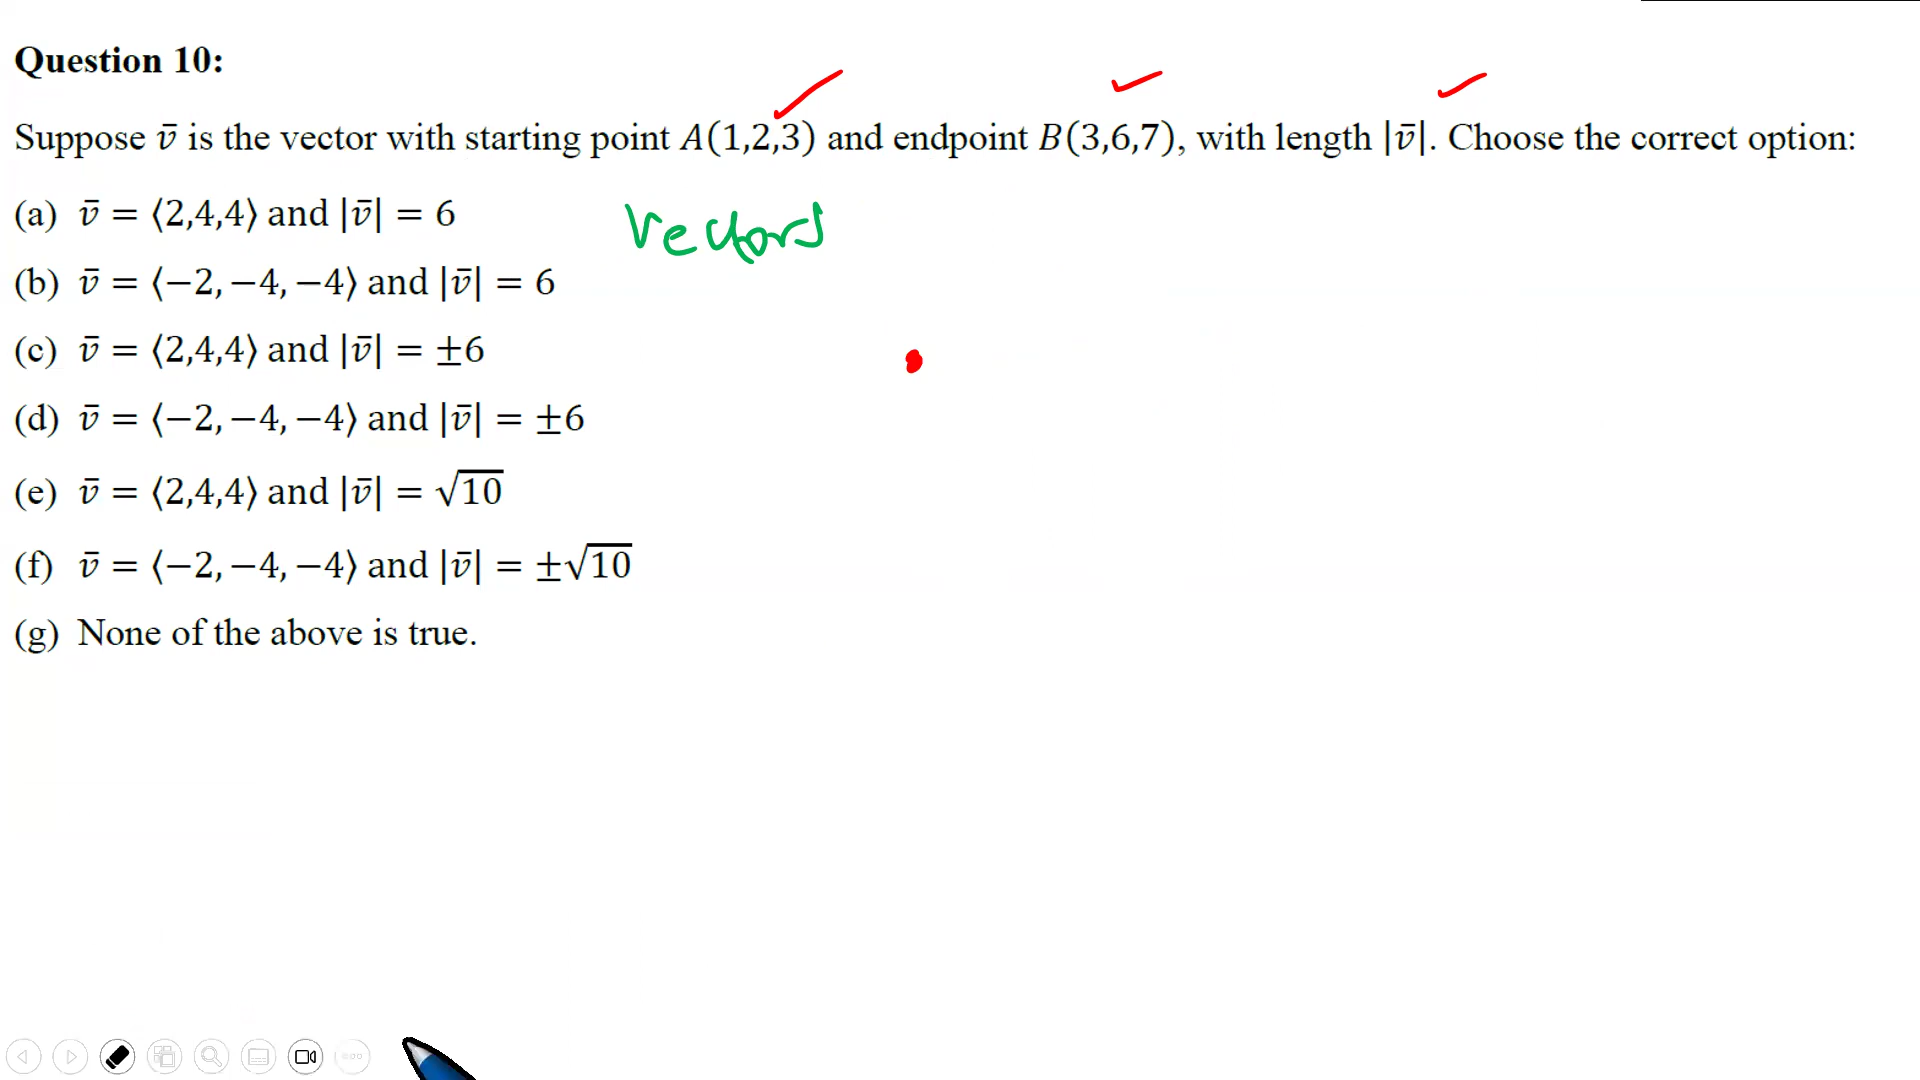 Question 10:
Suppose v̄ is the vector with starting point A(1,2,3) and endpoint B(3,6,7), with length |v̄|. Choose the correct option:
(a) v̄ = ⟨2,4,4⟩ and |v̄| = 6
Vectors
(b) v̄ = ⟨−2, −4, −4⟩ and |v̄| = 6
(c) v̄ = ⟨2,4,4⟩ and |v̄| = ±6
(d) v̄ = ⟨−2, −4, −4⟩ and |v̄| = ±6
(e) v̄ = ⟨2,4,4⟩ and |v̄| = √10
(f) v̄ = ⟨−2, −4, −4⟩ and |v̄| = ±√10
(g) None of the above is true.